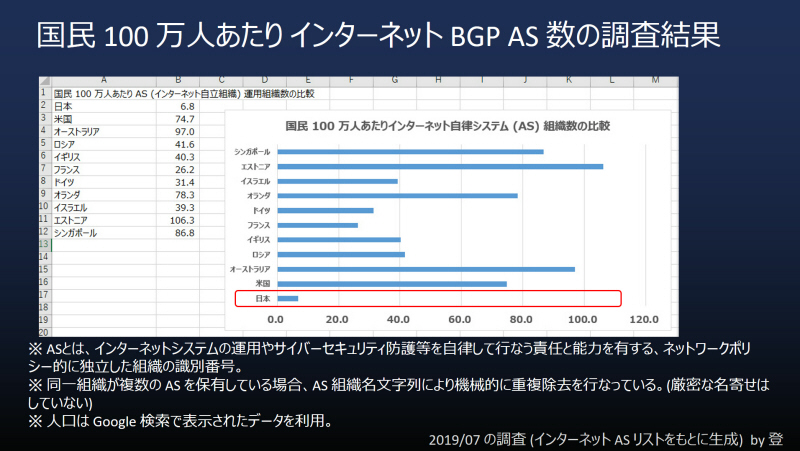 国民 100 万人あたり インターネット BGP AS 数の調査結果
A B C D E F G H I J K L M
1 国民 100 万人あたり AS (インターネット自立組織) 運用組織数の比較
2 日本 6.8
3 米国 74.7
4 オーストラリア 97.0
5 ロシア 41.6
6 イギリス 40.3
7 フランス 26.2
8 ドイツ 31.4
9 オランダ 78.3
10 イスラエル 39.3
11 エストニア 106.3
12 シンガポール 86.8
13
14
15
16
17
18
19
20
国民 100 万人あたりインターネット自律システム (AS) 組織数の比較
シンガポール
エストニア
イスラエル
オランダ
ドイツ
フランス
イギリス
ロシア
オーストラリア
米国
日本
0.0 20.0 40.0 60.0 80.0 100.0 120.0
※ ASとは、インターネットシステムの運用やサイバーセキュリティ防護等を自律して行なう責任と能力を有する、ネットワークポリ
シー的に独立した組織の識別番号。
※ 同一組織が複数の AS を保有している場合、AS 組織名文字列により機械的に重複除去を行なっている。(厳密な名寄せは
していない)
※ 人口は Google 検索で表示されたデータを利用。
2019/07 の調査 (インターネット AS リストをもとに生成) by 登